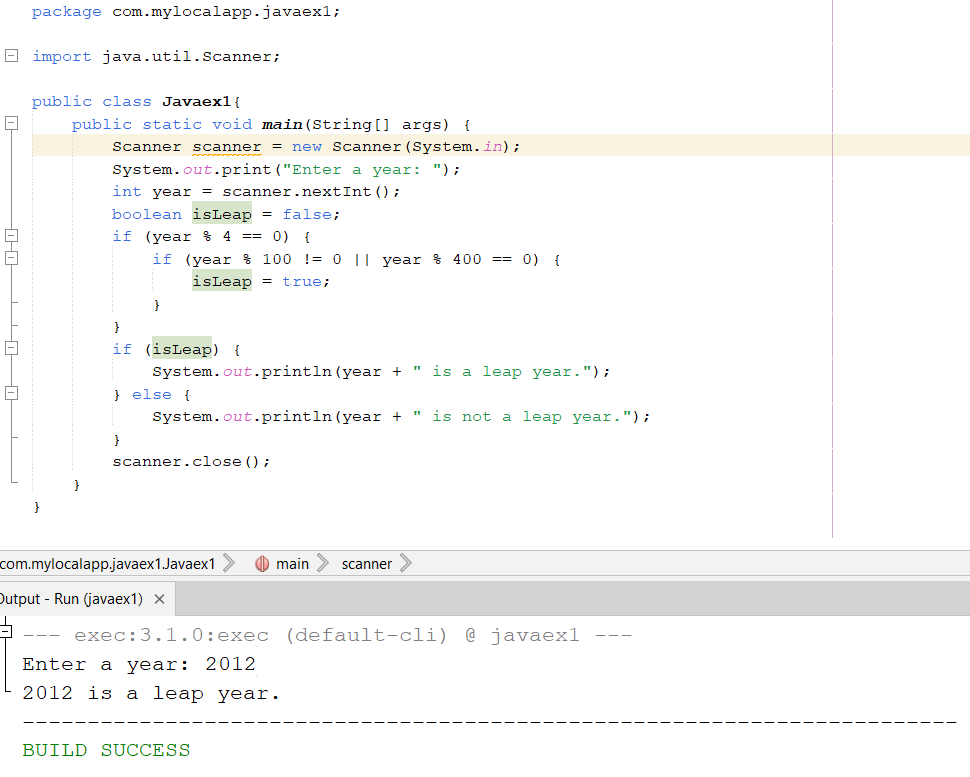 package com.mylocalapp.javaex1;
import java.util.Scanner;
public class Javaex1{
    public static void main(String[] args) {
        Scanner scanner = new Scanner(System.in);
        System.out.print("Enter a year: ");
        int year = scanner.nextInt();
        boolean isLeap = false;
        if (year % 4 == 0) {
            if (year % 100 != 0 || year % 400 == 0) {
                isLeap = true;
            }
        }
        if (isLeap) {
            System.out.println(year + " is a leap year.");
        } else {
            System.out.println(year + " is not a leap year.");
        }
        scanner.close();
    }
}
com.mylocalapp.javaex1.Javaex1 main scanner
Output - Run (javaex1) ×
--- exec:3.1.0:exec (default-cli) @ javaex1 ---
Enter a year: 2012
2012 is a leap year.
------------------------------------------------------------------------
BUILD SUCCESS